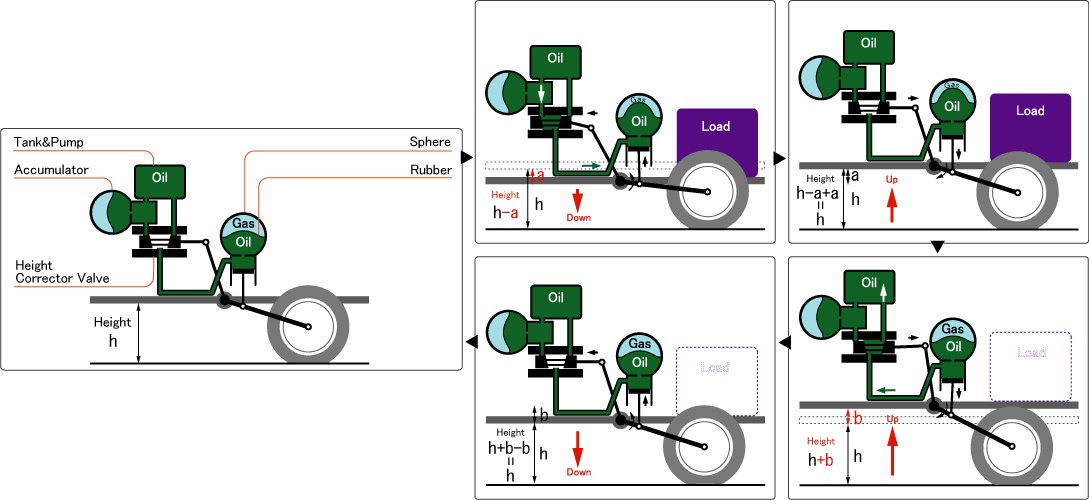 Tank&Pump
Accumulator
Height
Corrector Valve
Sphere
Rubber
Oil
Gas
Oil
Height
h
Oil
Gas
Oil
Load
a
Height
h-a
h
Down
Oil
Gas
Oil
Load
a
Height
h-a+a
=
h
h
Up
Oil
Gas
Oil
Load
b
Up
Height
h+b
h
Oil
Gas
Oil
Load
b
Height
h+b-b
=
h
h
Down